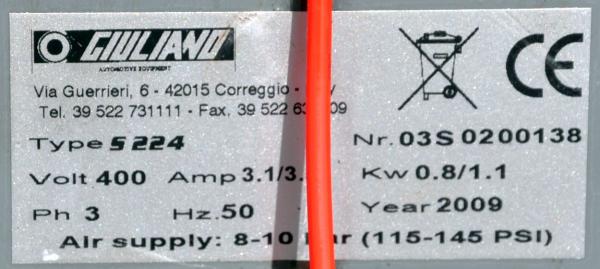 GIULIANO
AUTOMOTIVE EQUIPMENT
Via Guerrieri, 6 - 42015 Correggio -
Tel. 39 522 731111 - Fax. 39 522
Type S 224
Nr. 03S 0200138
Volt 400 Amp 3.1/3.
Kw 0.8/1.1
Ph 3 Hz. 50
Year 2009
Air supply: 8-10 (115-145 PSI)
CE